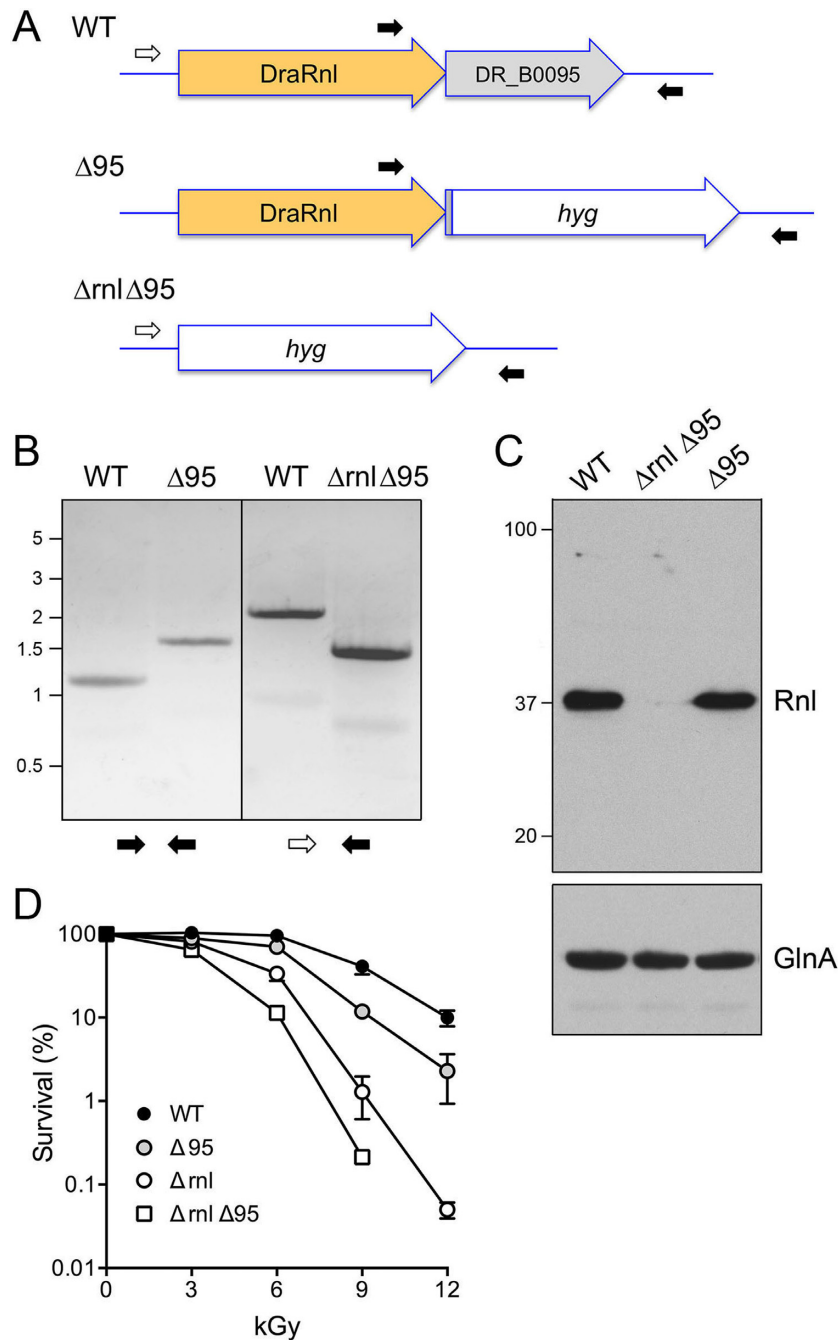 A
WT
DraRnl
DR_B0095
Δ95
DraRnl
hyg
ΔrnlΔ95
hyg
B
WT
Δ95
WT
ΔrnlΔ95
5
3
2
1.5
1
0.5
C
WT
Δrnl Δ95
Δ95
100
37
20
Rnl
GlnA
D
Survival (%)
100
10
1
0.1
0.01
WT
Δ95
Δrnl
Δrnl Δ95
0 3 6 9 12
kGy